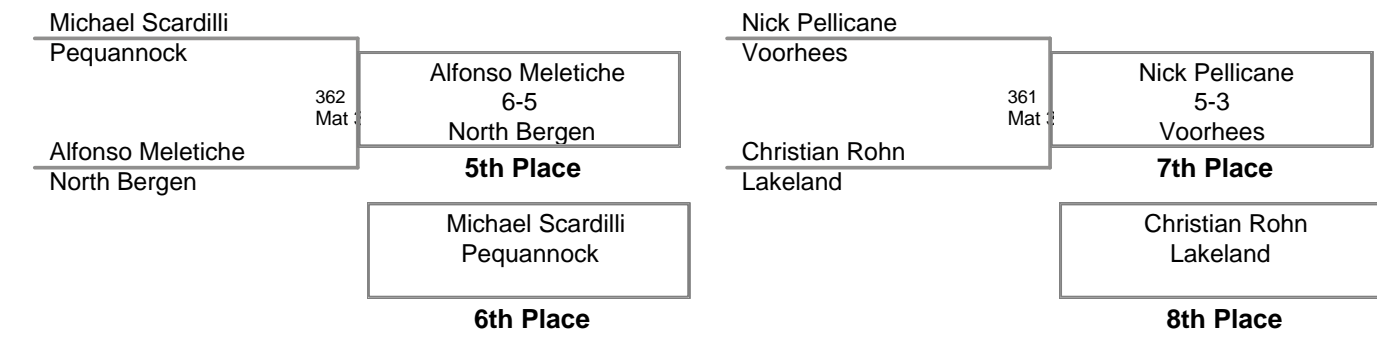 Michael Scardilli
Pequannock
362
Mat
Alfonso Meletiche
North Bergen
Alfonso Meletiche
6-5
North Bergen
5th Place
Michael Scardilli
Pequannock
6th Place
Nick Pellicane
Voorhees
361
Mat
Christian Rohn
Lakeland
Nick Pellicane
5-3
Voorhees
7th Place
Christian Rohn
Lakeland
8th Place